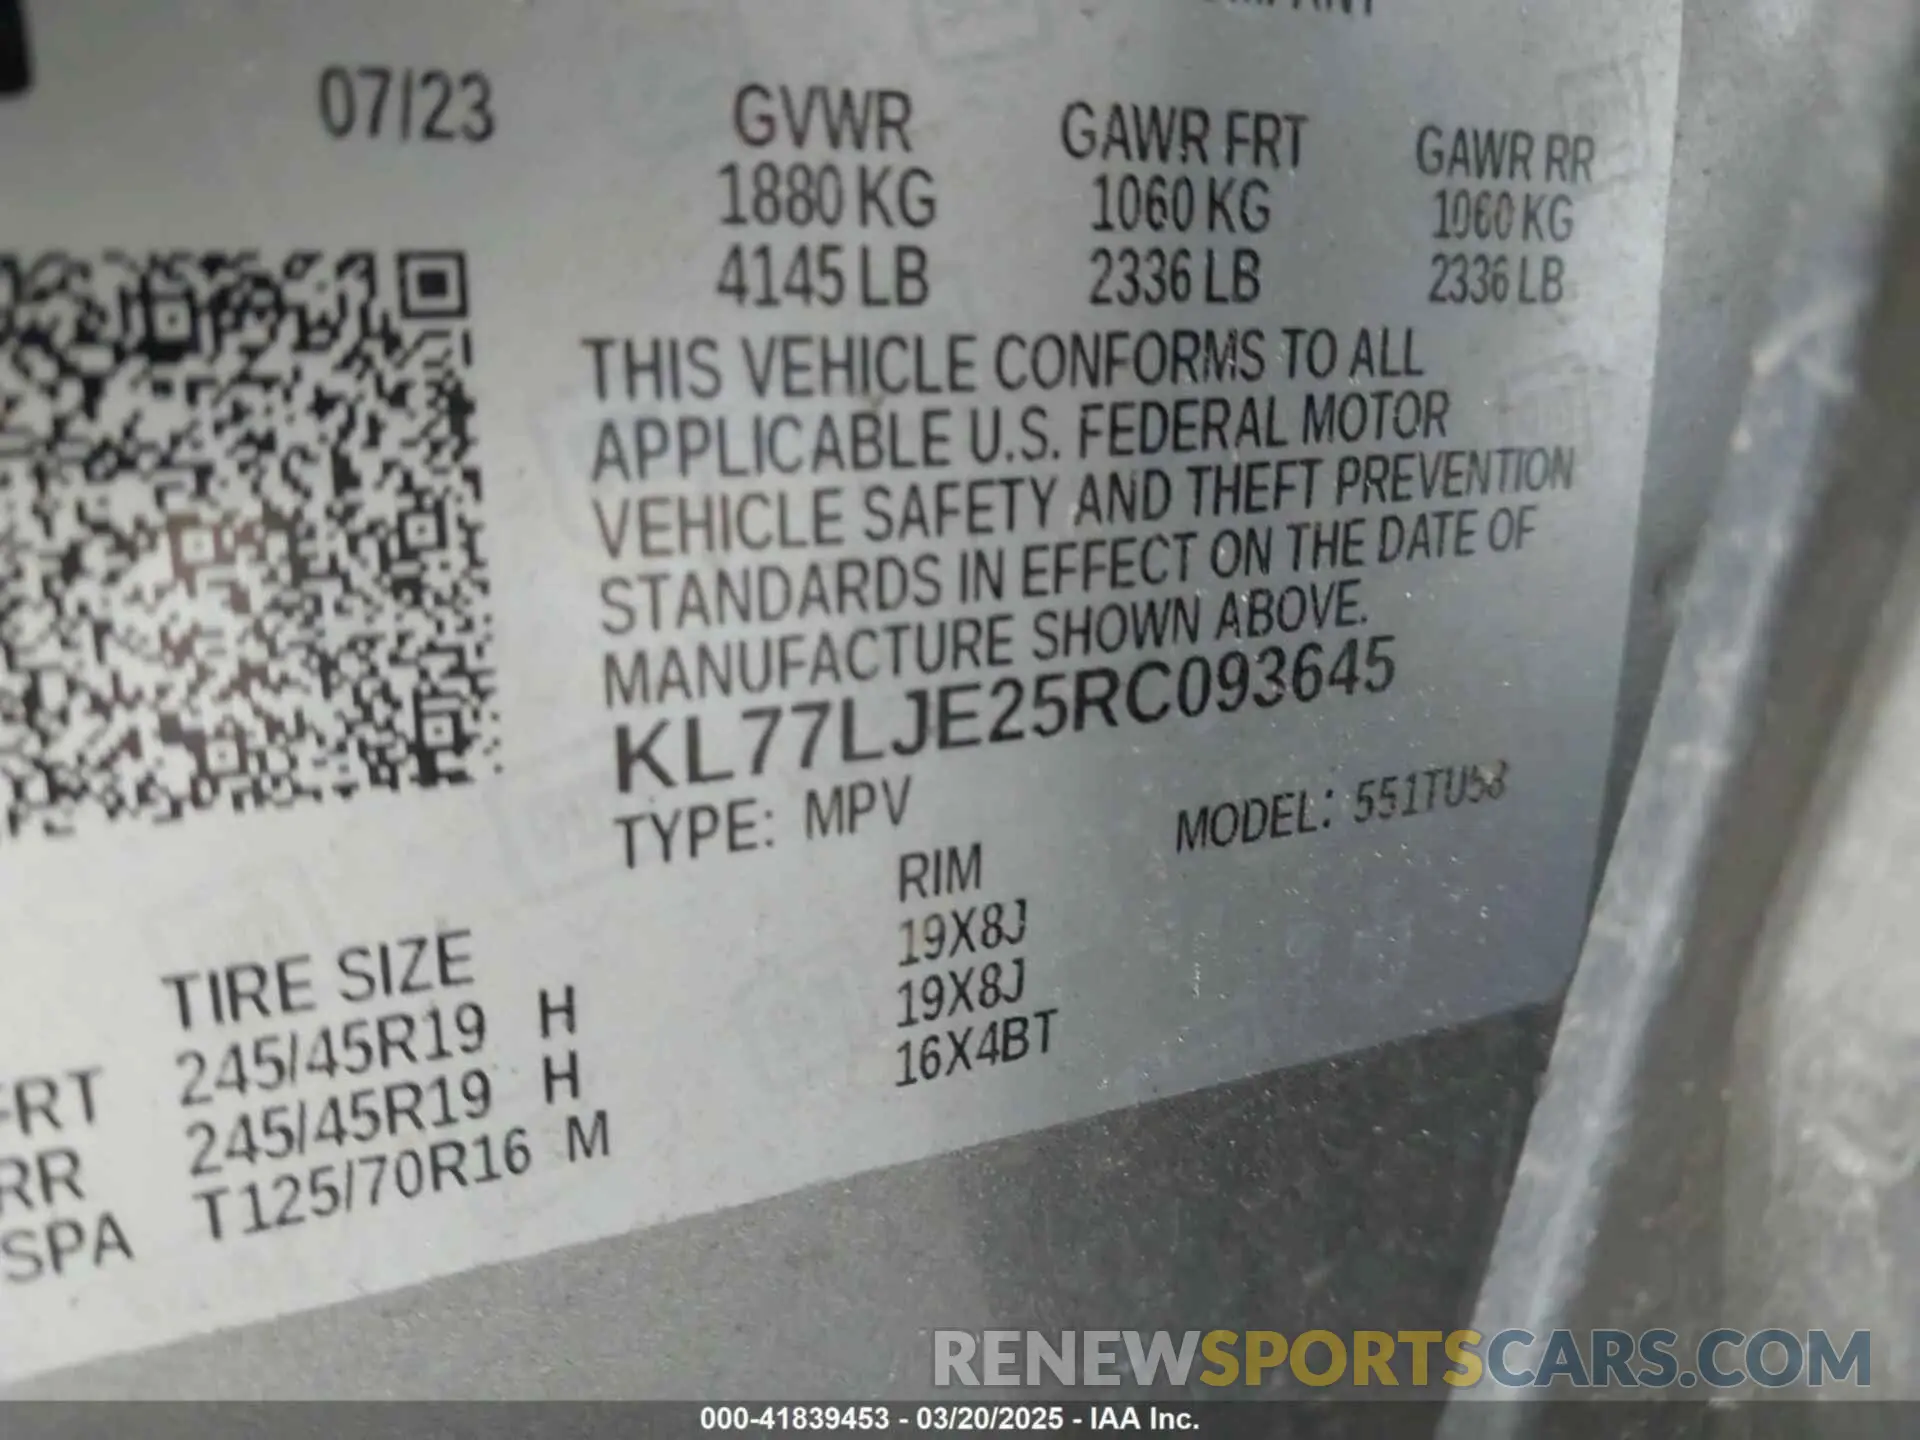 07/23
GVWR GAWR FRT GAWR RR
1880 KG 1060 KG 1060 KG
4145 LB 2336 LB 2336 LB
THIS VEHICLE CONFORMS TO ALL
APPLICABLE U.S. FEDERAL MOTOR
VEHICLE SAFETY AND THEFT PREVENTION
STANDARDS IN EFFECT ON THE DATE OF
MANUFACTURE SHOWN ABOVE.
KL77LJE25RC093645
TYPE: MPV MODEL: 551TU58
TIRE SIZE RIM
FRT 245/45R19 H 19X8J
RR 245/45R19 H 19X8J
SPA T125/70R16 M 16X4BT
RENEWSPORTSCARS.COM
000-41839453 - 03/20/2025 - IAA Inc.